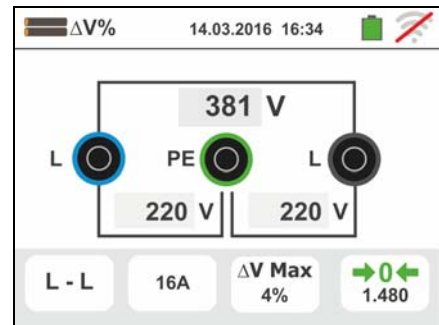 ΔV% 14.03.2016 16:34
381 V
L PE L
220 V 220 V
L - L 16A ΔV Max 4% →0← 1.480